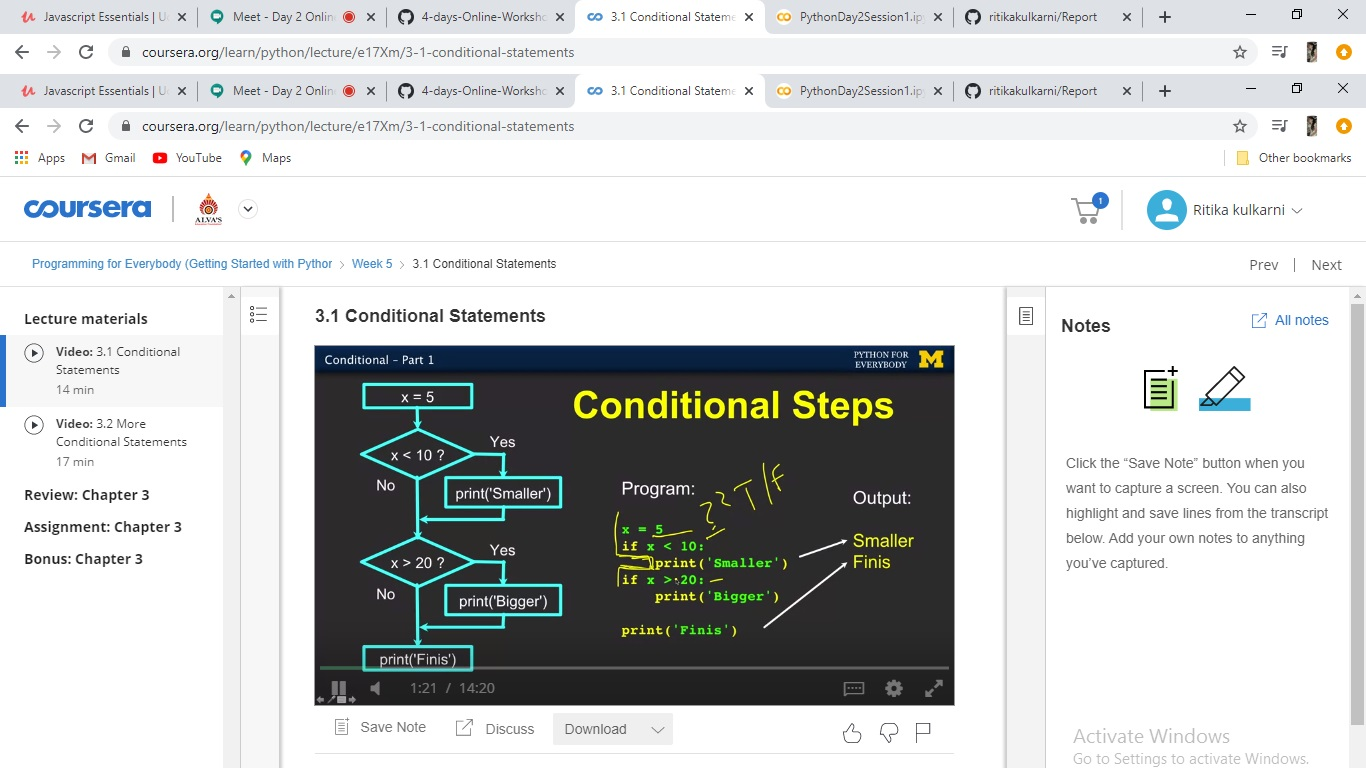 Javascript Essentials | U
Meet - Day 2 Onlin
4-days-Online-Worksho
3.1 Conditional Stateme
PythonDay2Session1.ip
ritikakulkarni/Report
coursera.org/learn/python/lecture/e17Xm/3-1-conditional-statements
Javascript Essentials | U
Meet - Day 2 Onlin
4-days-Online-Worksho
3.1 Conditional Stateme
PythonDay2Session1.ip
ritikakulkarni/Report
coursera.org/learn/python/lecture/e17Xm/3-1-conditional-statements
Apps Gmail YouTube Maps Other bookmarks
coursera
ALVA'S
1
Ritika kulkarni
Programming for Everybody (Getting Started with Python > Week 5 > 3.1 Conditional Statements
Prev | Next
Lecture materials
Video: 3.1 Conditional
Statements
14 min
Video: 3.2 More
Conditional Statements
17 min
Review: Chapter 3
Assignment: Chapter 3
Bonus: Chapter 3
3.1 Conditional Statements
Conditional - Part 1
PYTHON FOR
EVERYBODY
M
Conditional Steps
x = 5
x < 10 ?
Yes
No
print('Smaller')
x > 20 ?
Yes
No
print('Bigger')
print('Finis')
Program:
?? T/F
x = 5
if x < 10:
print('Smaller')
if x > 20:
print('Bigger')
print('Finis')
Output:
Smaller
Finis
1:21 / 14:20
Save Note
Discuss
Download
Notes
All notes
Click the “Save Note” button when you
want to capture a screen. You can also
highlight and save lines from the transcript
below. Add your own notes to anything
you’ve captured.
Activate Windows
Go to Settings to activate Windows.